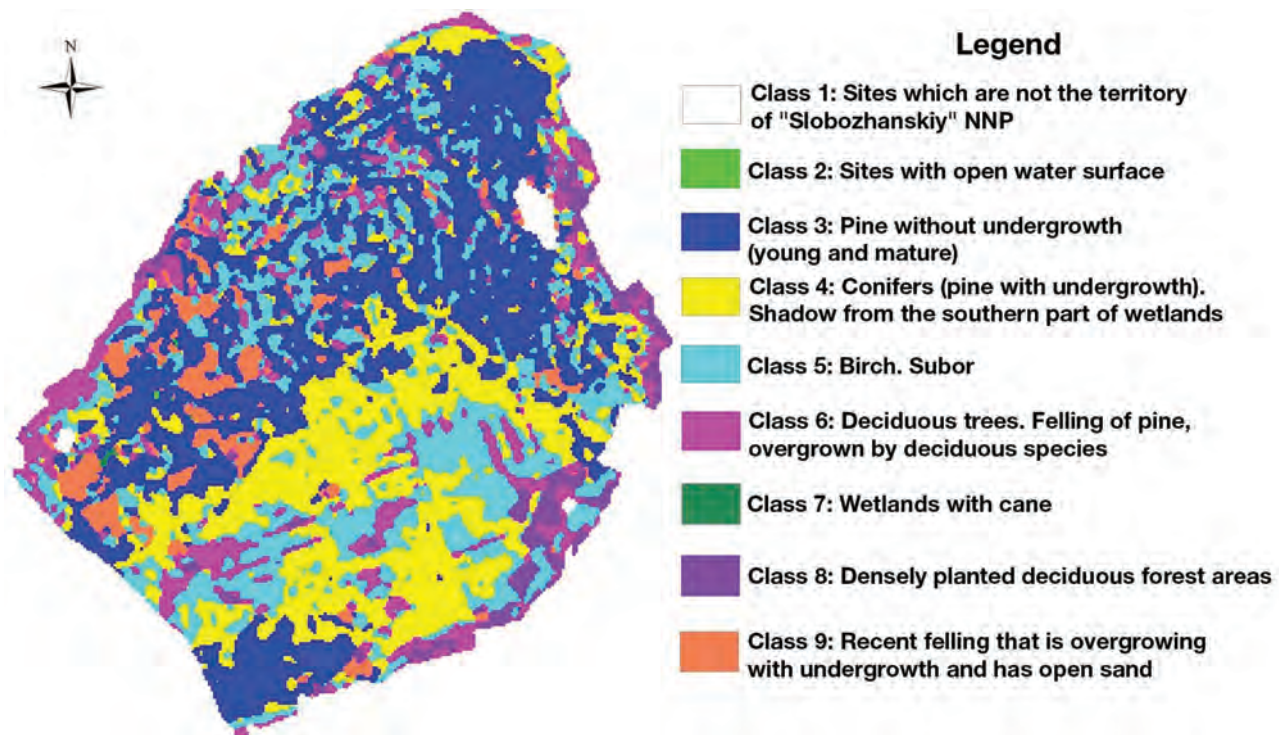 N
Legend
Class 1: Sites which are not the territory
of "Slobozhanskiy" NNP
Class 2: Sites with open water surface
Class 3: Pine without undergrowth
(young and mature)
Class 4: Conifers (pine with undergrowth).
Shadow from the southern part of wetlands
Class 5: Birch. Subor
Class 6: Deciduous trees. Felling of pine,
overgrown by deciduous species
Class 7: Wetlands with cane
Class 8: Densely planted deciduous forest areas
Class 9: Recent felling that is overgrowing
with undergrowth and has open sand